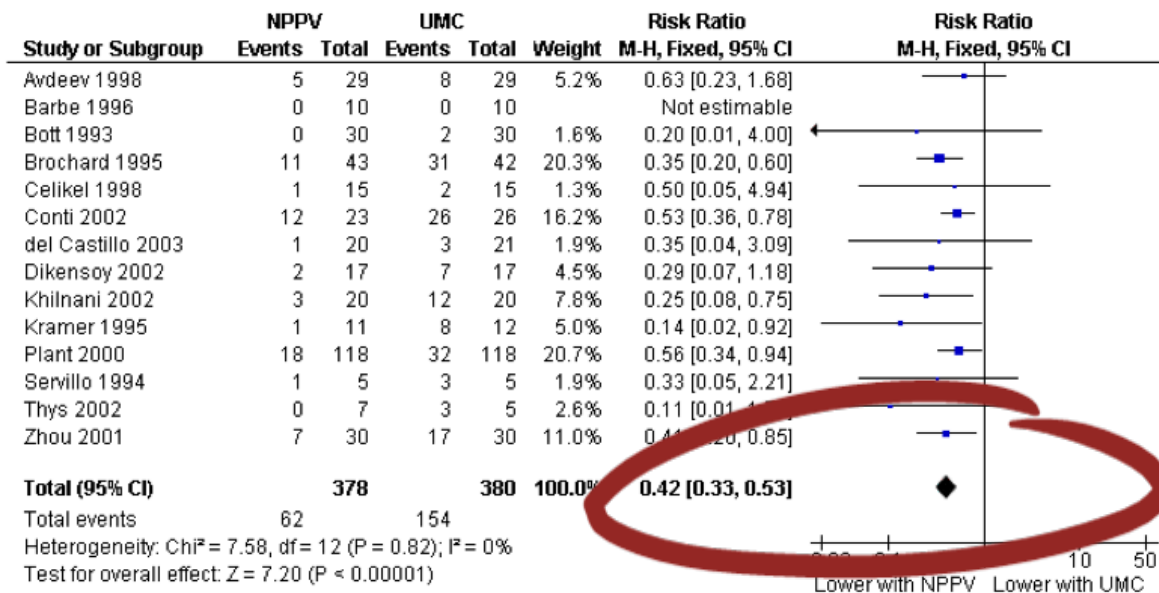 NPPV UMC Risk Ratio Risk Ratio
Study or Subgroup Events Total Events Total Weight M-H, Fixed, 95% CI M-H, Fixed, 95% CI
Avdeev 1998 5 29 8 29 5.2% 0.63 [0.23, 1.68]
Barbe 1996 0 10 0 10 Not estimable
Bott 1993 0 30 2 30 1.6% 0.20 [0.01, 4.00]
Brochard 1995 11 43 31 42 20.3% 0.35 [0.20, 0.60]
Celikel 1998 1 15 2 15 1.3% 0.50 [0.05, 4.94]
Conti 2002 12 23 26 26 16.2% 0.53 [0.36, 0.78]
del Castillo 2003 1 20 3 21 1.9% 0.35 [0.04, 3.09]
Dikensoy 2002 2 17 7 17 4.5% 0.29 [0.07, 1.18]
Khilnani 2002 3 20 12 20 7.8% 0.25 [0.08, 0.75]
Kramer 1995 1 11 8 12 5.0% 0.14 [0.02, 0.92]
Plant 2000 18 118 32 118 20.7% 0.56 [0.34, 0.94]
Servillo 1994 1 5 3 5 1.9% 0.33 [0.05, 2.21]
Thys 2002 0 7 3 5 2.6% 0.11 [0.01,
Zhou 2001 7 30 17 30 11.0% 0.85]
Total (95% CI) 378 380 100.0% 0.42 [0.33, 0.53]
Total events 62 154
Heterogeneity: Chi² = 7.58, df = 12 (P = 0.82); I² = 0%
Test for overall effect: Z = 7.20 (P < 0.00001)
10 50
Lower with NPPV Lower with UMC